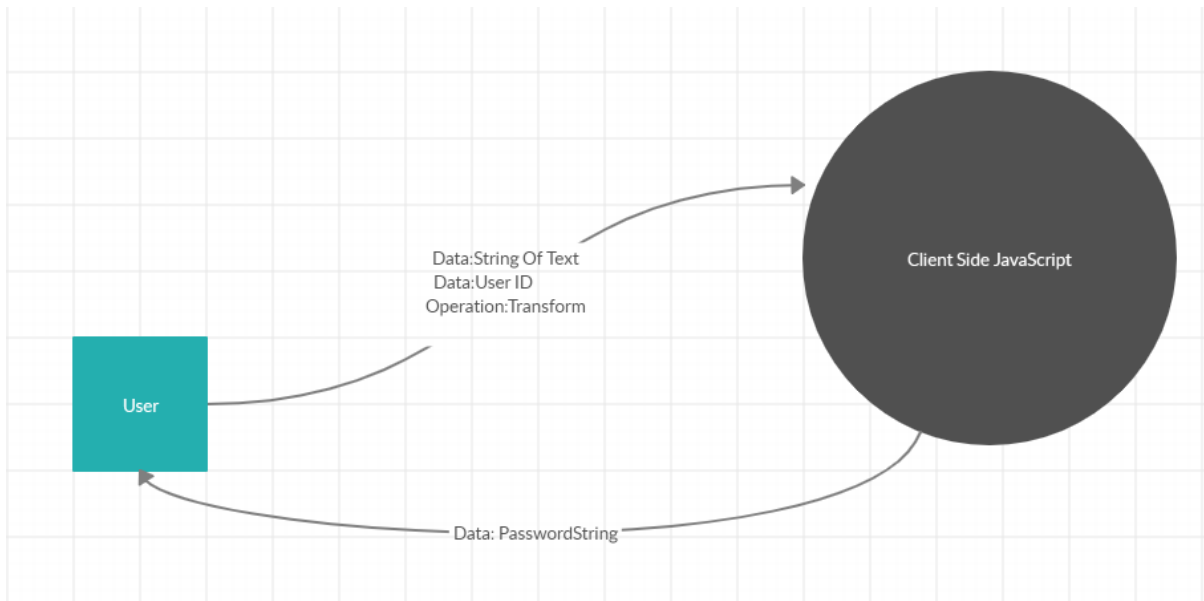 Data:String Of Text
Data:User ID
Operation:Transform
Client Side JavaScript
User
Data: PasswordString